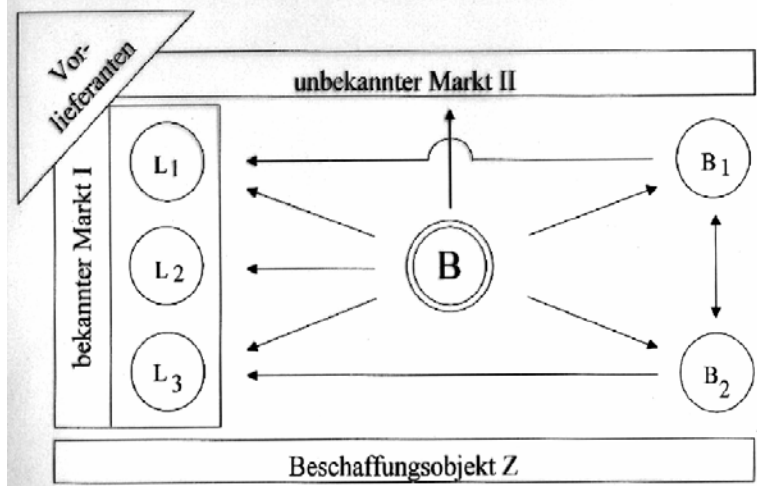 Vor-
lieferanten
unbekannter Markt II
bekannter Markt I
L1
B1
L2
B
L3
B2
Beschaffungsobjekt Z